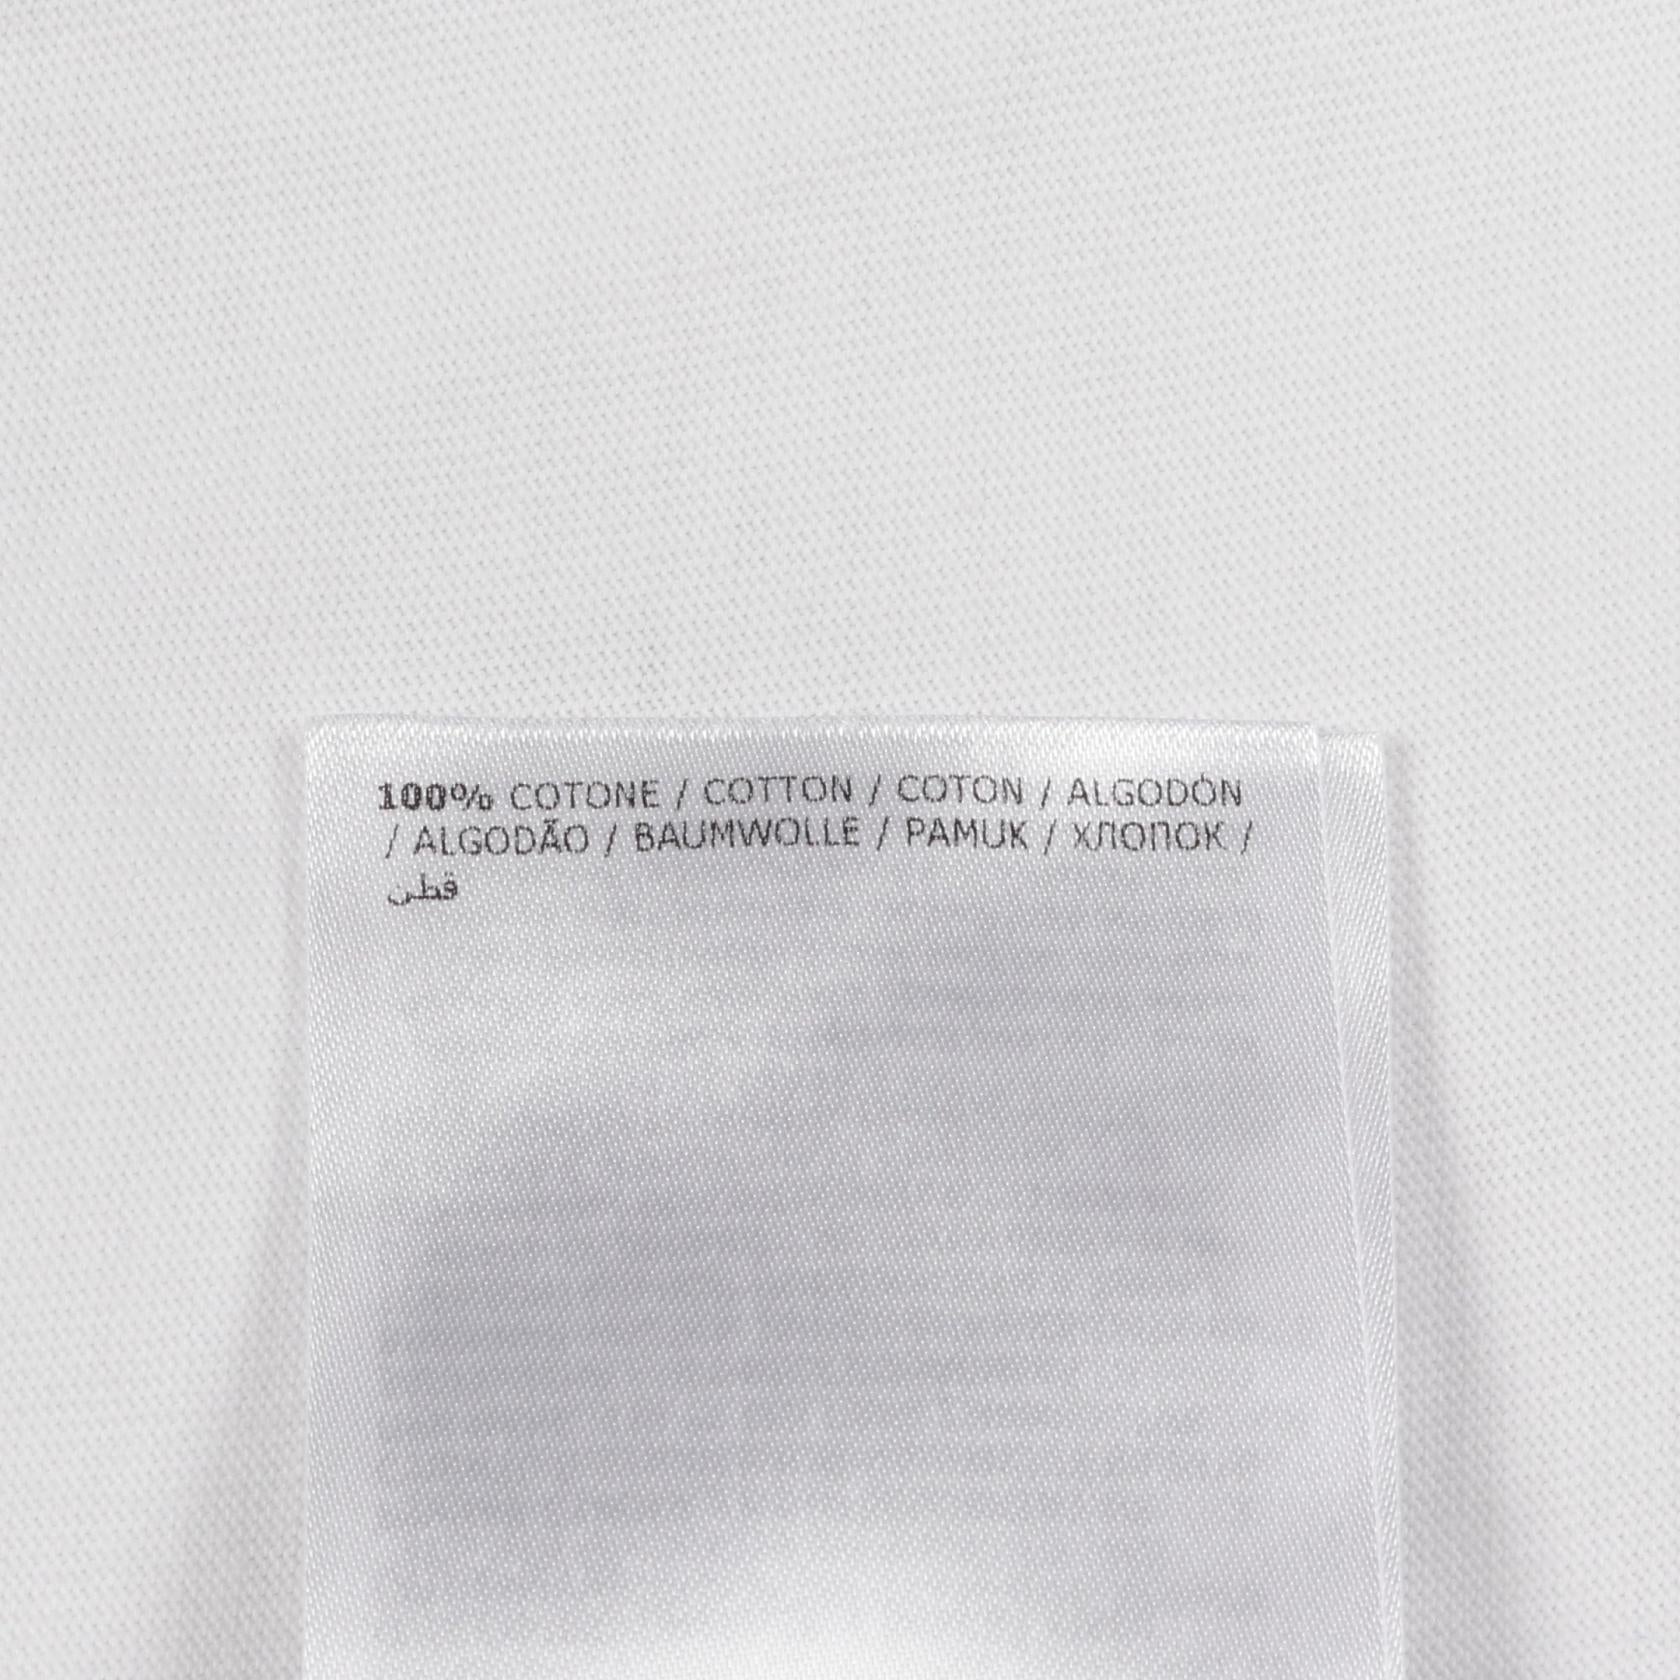 100% COTONE / COTTON / COTON / ALGODÓN
/ ALGODÃO / BAUMWOLLE / PAMUK / ХЛОПОК /
قطن